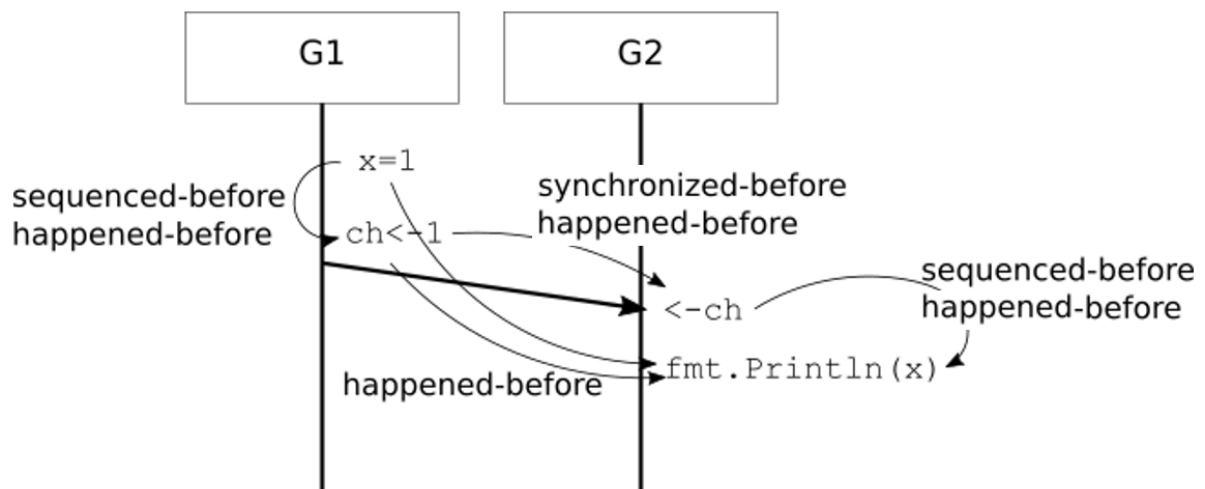 G1
G2
x=1
sequenced-before
happened-before
synchronized-before
happened-before
ch<-1
sequenced-before
happened-before
<-ch
fmt.Println(x)
happened-before